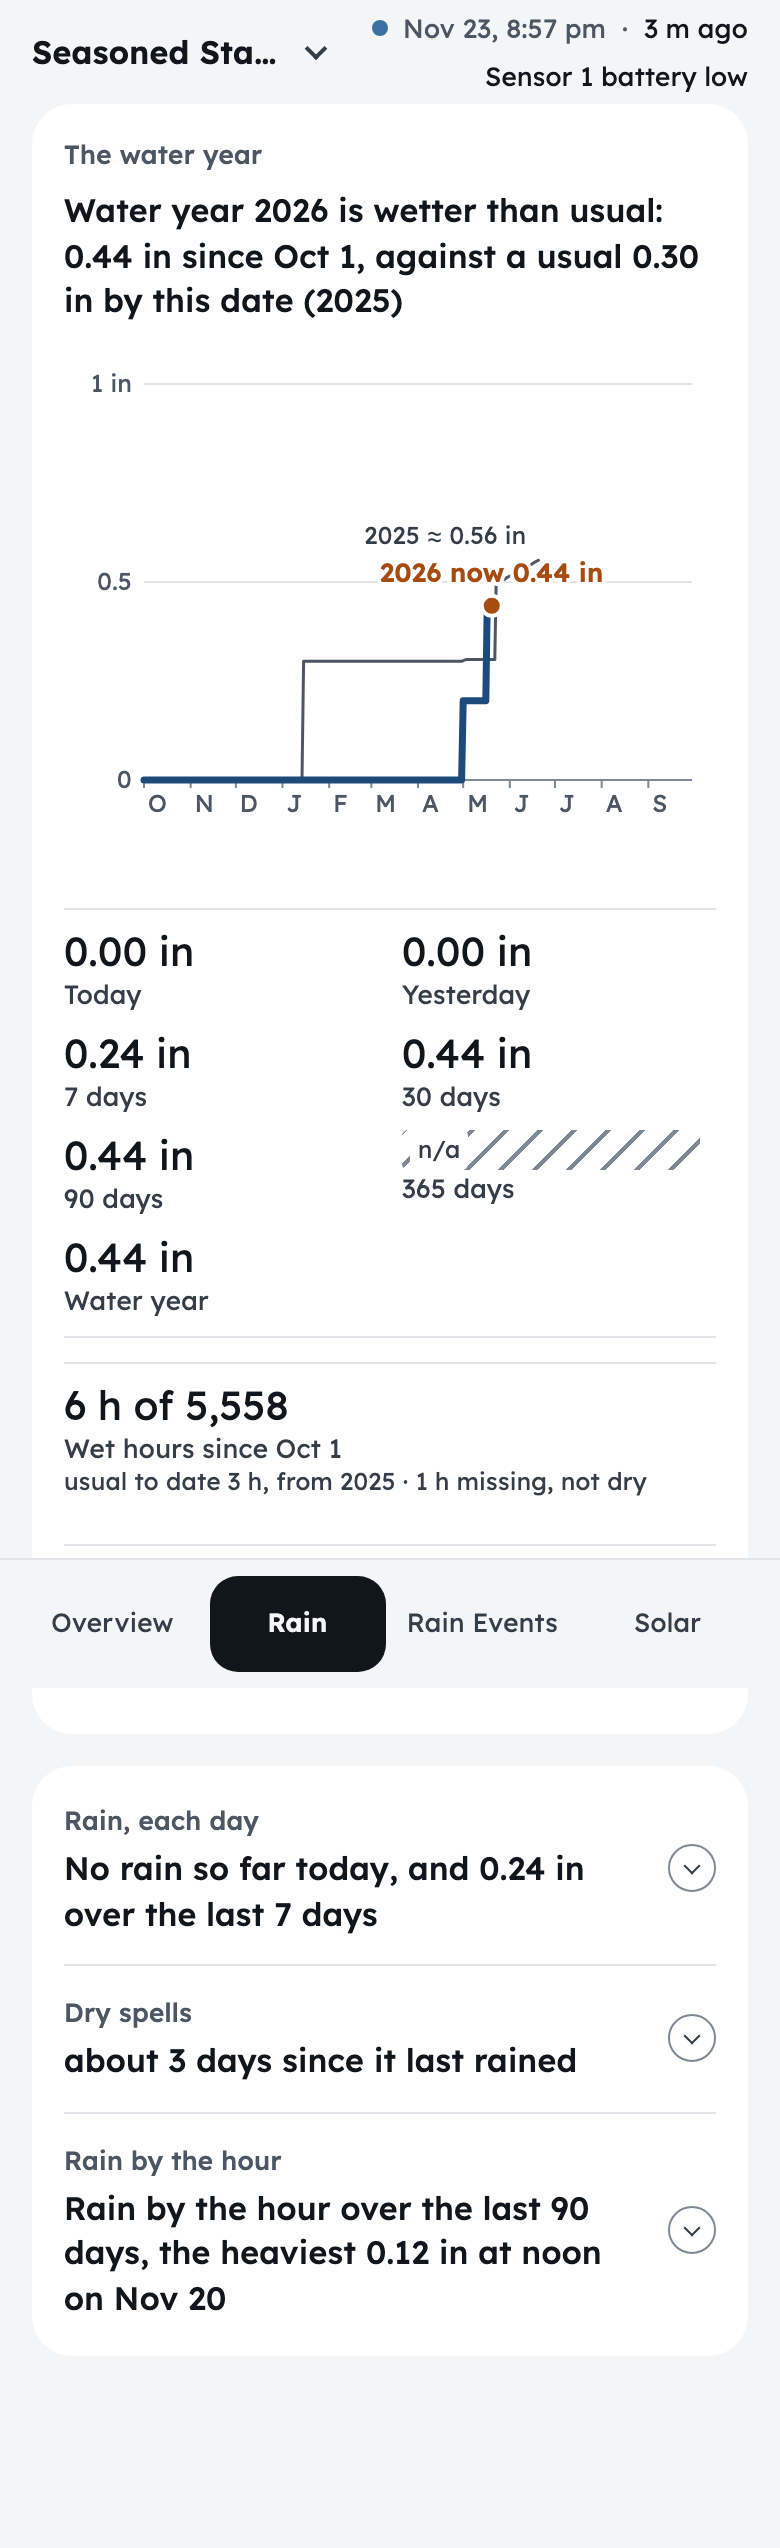 Seasoned Sta...
Nov 23, 8:57 pm · 3 m ago
Sensor 1 battery low
The water year
Water year 2026 is wetter than usual:
0.44 in since Oct 1, against a usual 0.30
in by this date (2025)
1 in
2025 ≈ 0.56 in
2026 now 0.44 in
0.5
0
O N D J F M A M J J A S
0.00 in
Today
0.00 in
Yesterday
0.24 in
7 days
0.44 in
30 days
0.44 in
90 days
n/a
365 days
0.44 in
Water year
6 h of 5,558
Wet hours since Oct 1
usual to date 3 h, from 2025 · 1 h missing, not dry
Overview Rain Rain Events Solar
Rain, each day
No rain so far today, and 0.24 in
over the last 7 days
Dry spells
about 3 days since it last rained
Rain by the hour
Rain by the hour over the last 90
days, the heaviest 0.12 in at noon
on Nov 20